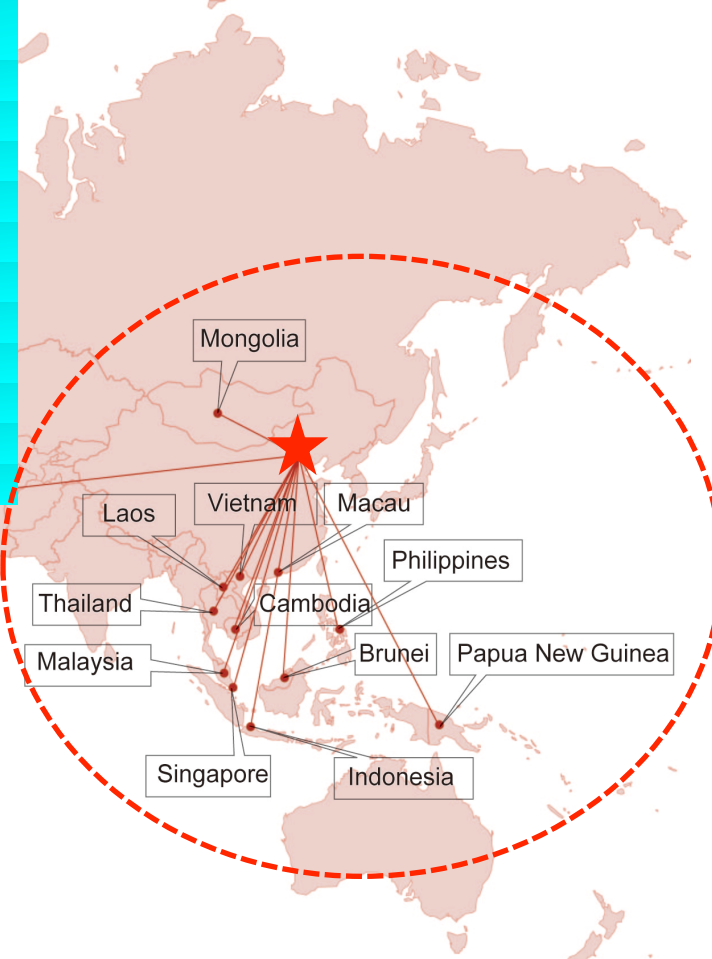 Mongolia
Vietnam
Macau
Laos
Philippines
Thailand
Cambodia
Malaysia
Brunei
Papua New Guinea
Singapore
Indonesia